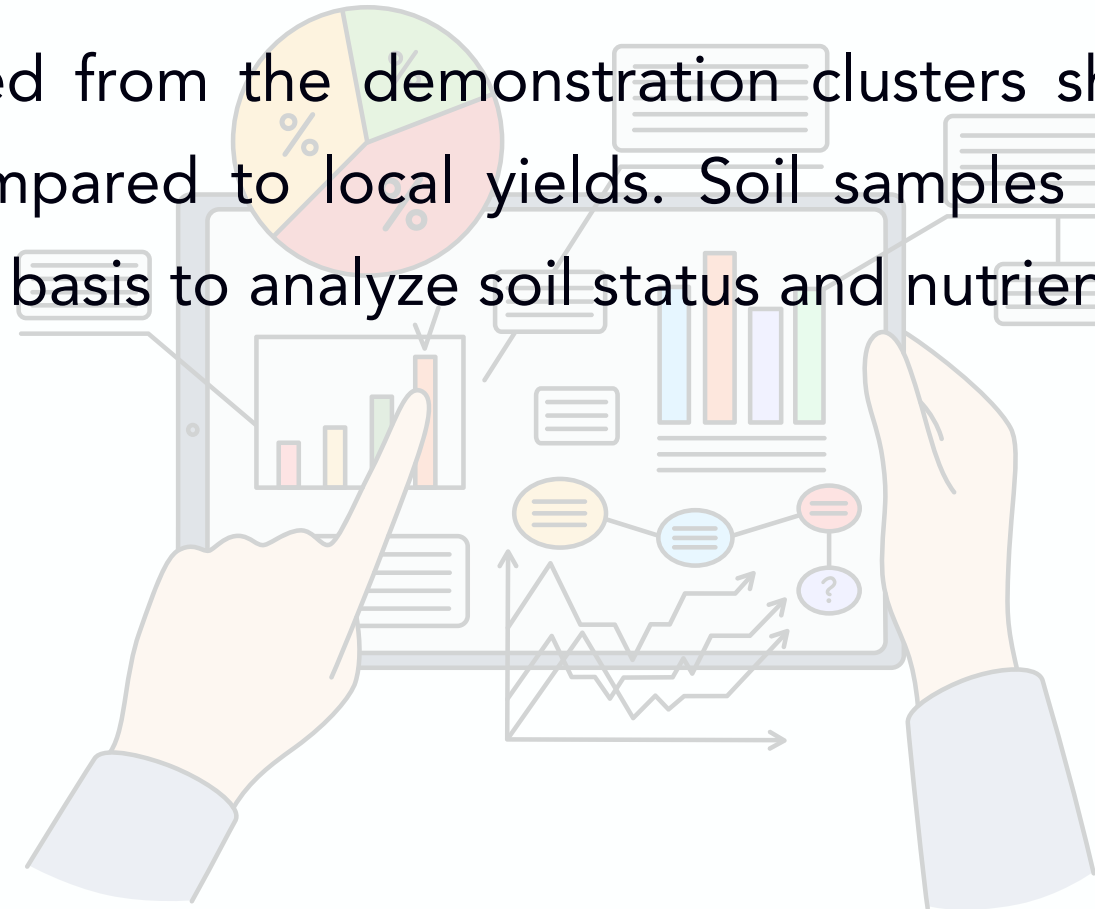 ed from the demonstration clusters sh
mpared to local yields. Soil samples
basis to analyze soil status and nutrien
%
%
%
?